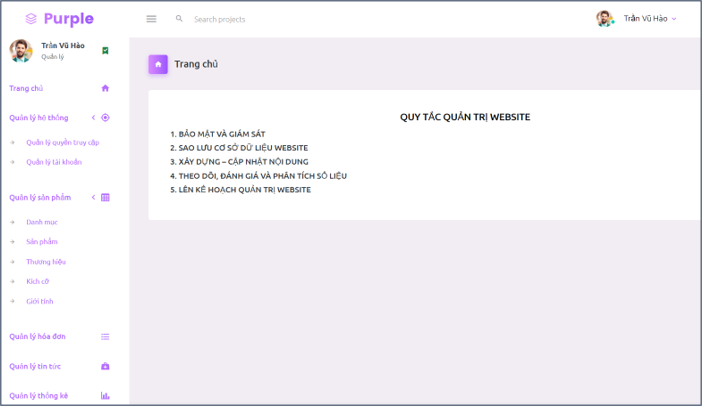 Purple
Search projects
Trần Vũ Hào
Trần Vũ Hào
Quản lý
Trang chủ
Quản lý hệ thống
Quản lý quyền truy cập
Quản lý tài khoản
Quản lý sản phẩm
Danh mục
Sản phẩm
Thương hiệu
Kích cỡ
Giới tính
Quản lý hóa đơn
Quản lý tin tức
Quản lý thống kê
Trang chủ
QUY TẮC QUẢN TRỊ WEBSITE
1. BẢO MẬT VÀ GIÁM SÁT
2. SAO LƯU CƠ SỞ DỮ LIỆU WEBSITE
3. XÂY DỰNG – CẬP NHẬT NỘI DUNG
4. THEO DÕI, ĐÁNH GIÁ VÀ PHÂN TÍCH SỐ LIỆU
5. LÊN KẾ HOẠCH QUẢN TRỊ WEBSITE